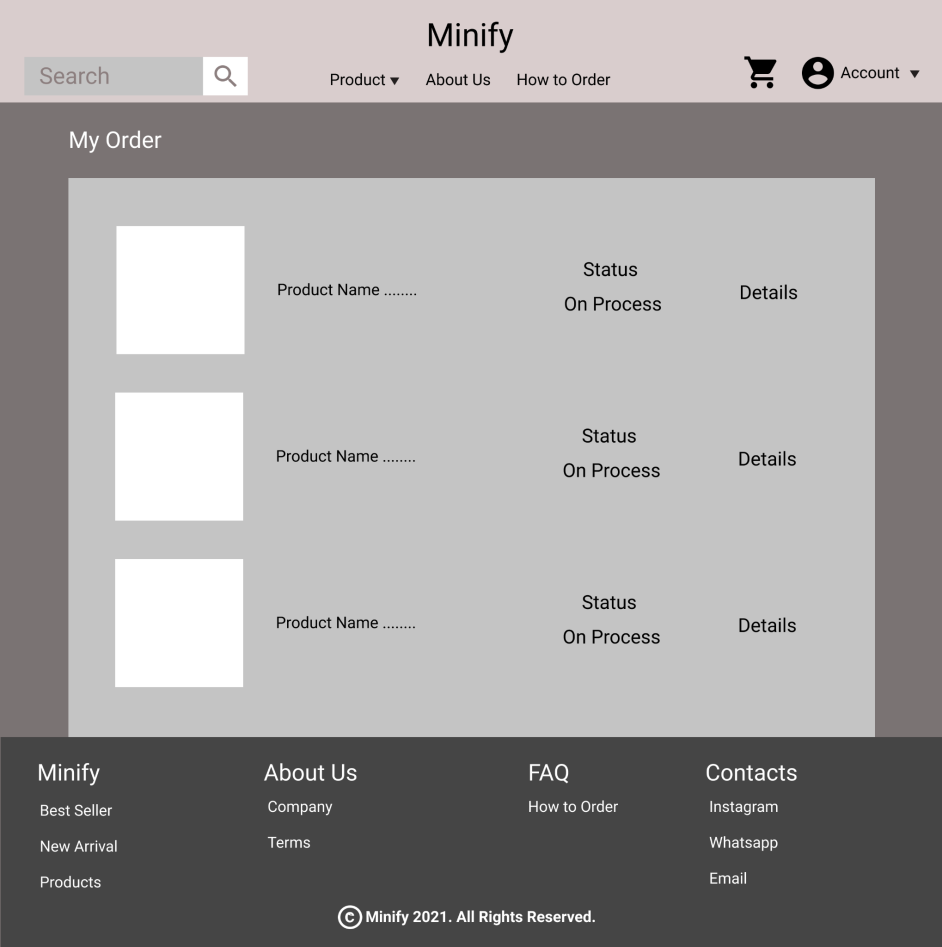 Minify
Search
Product
About Us
How to Order
Account
My Order
Product Name ........
Status
On Process
Details
Product Name ........
Status
On Process
Details
Product Name ........
Status
On Process
Details
Minify
Best Seller
New Arrival
Products
About Us
Company
Terms
FAQ
How to Order
Contacts
Instagram
Whatsapp
Email
© Minify 2021. All Rights Reserved.